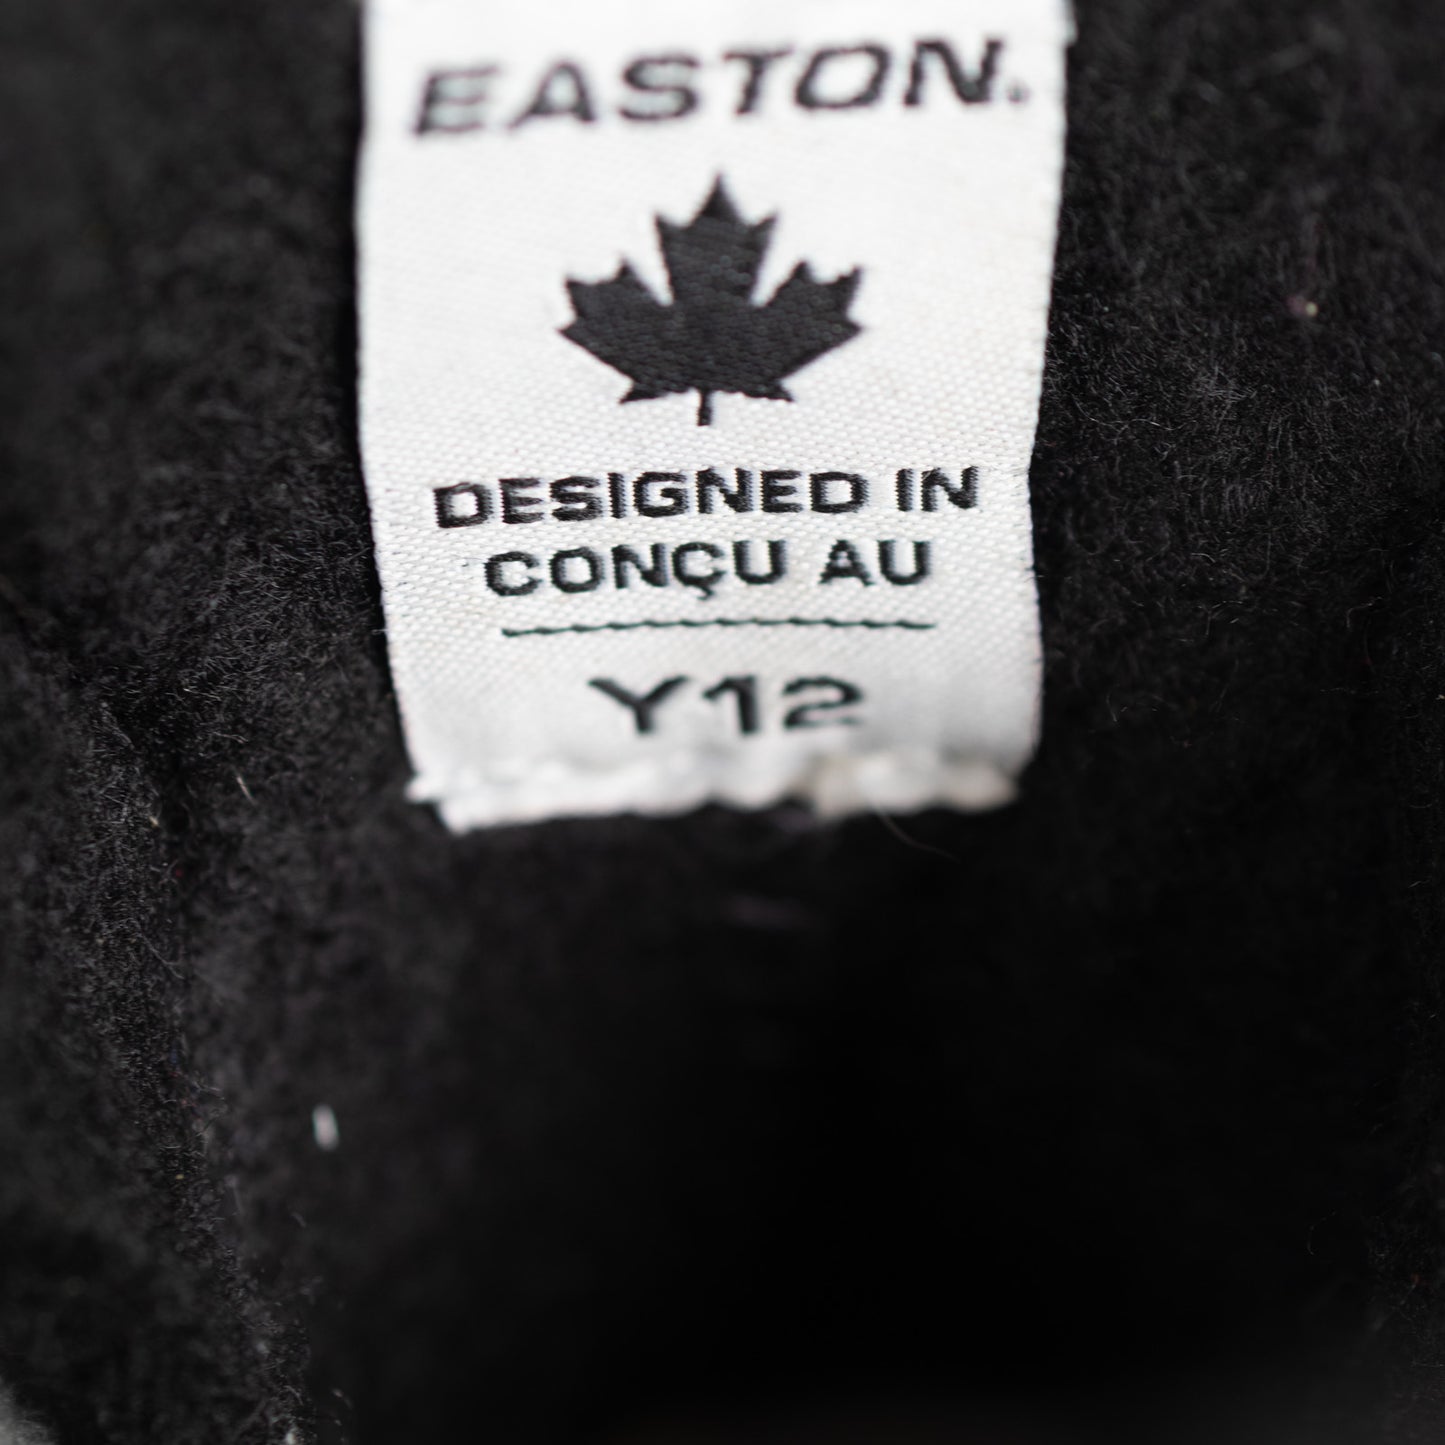 EASTON.
DESIGNED IN
CONÇU AU
Y12